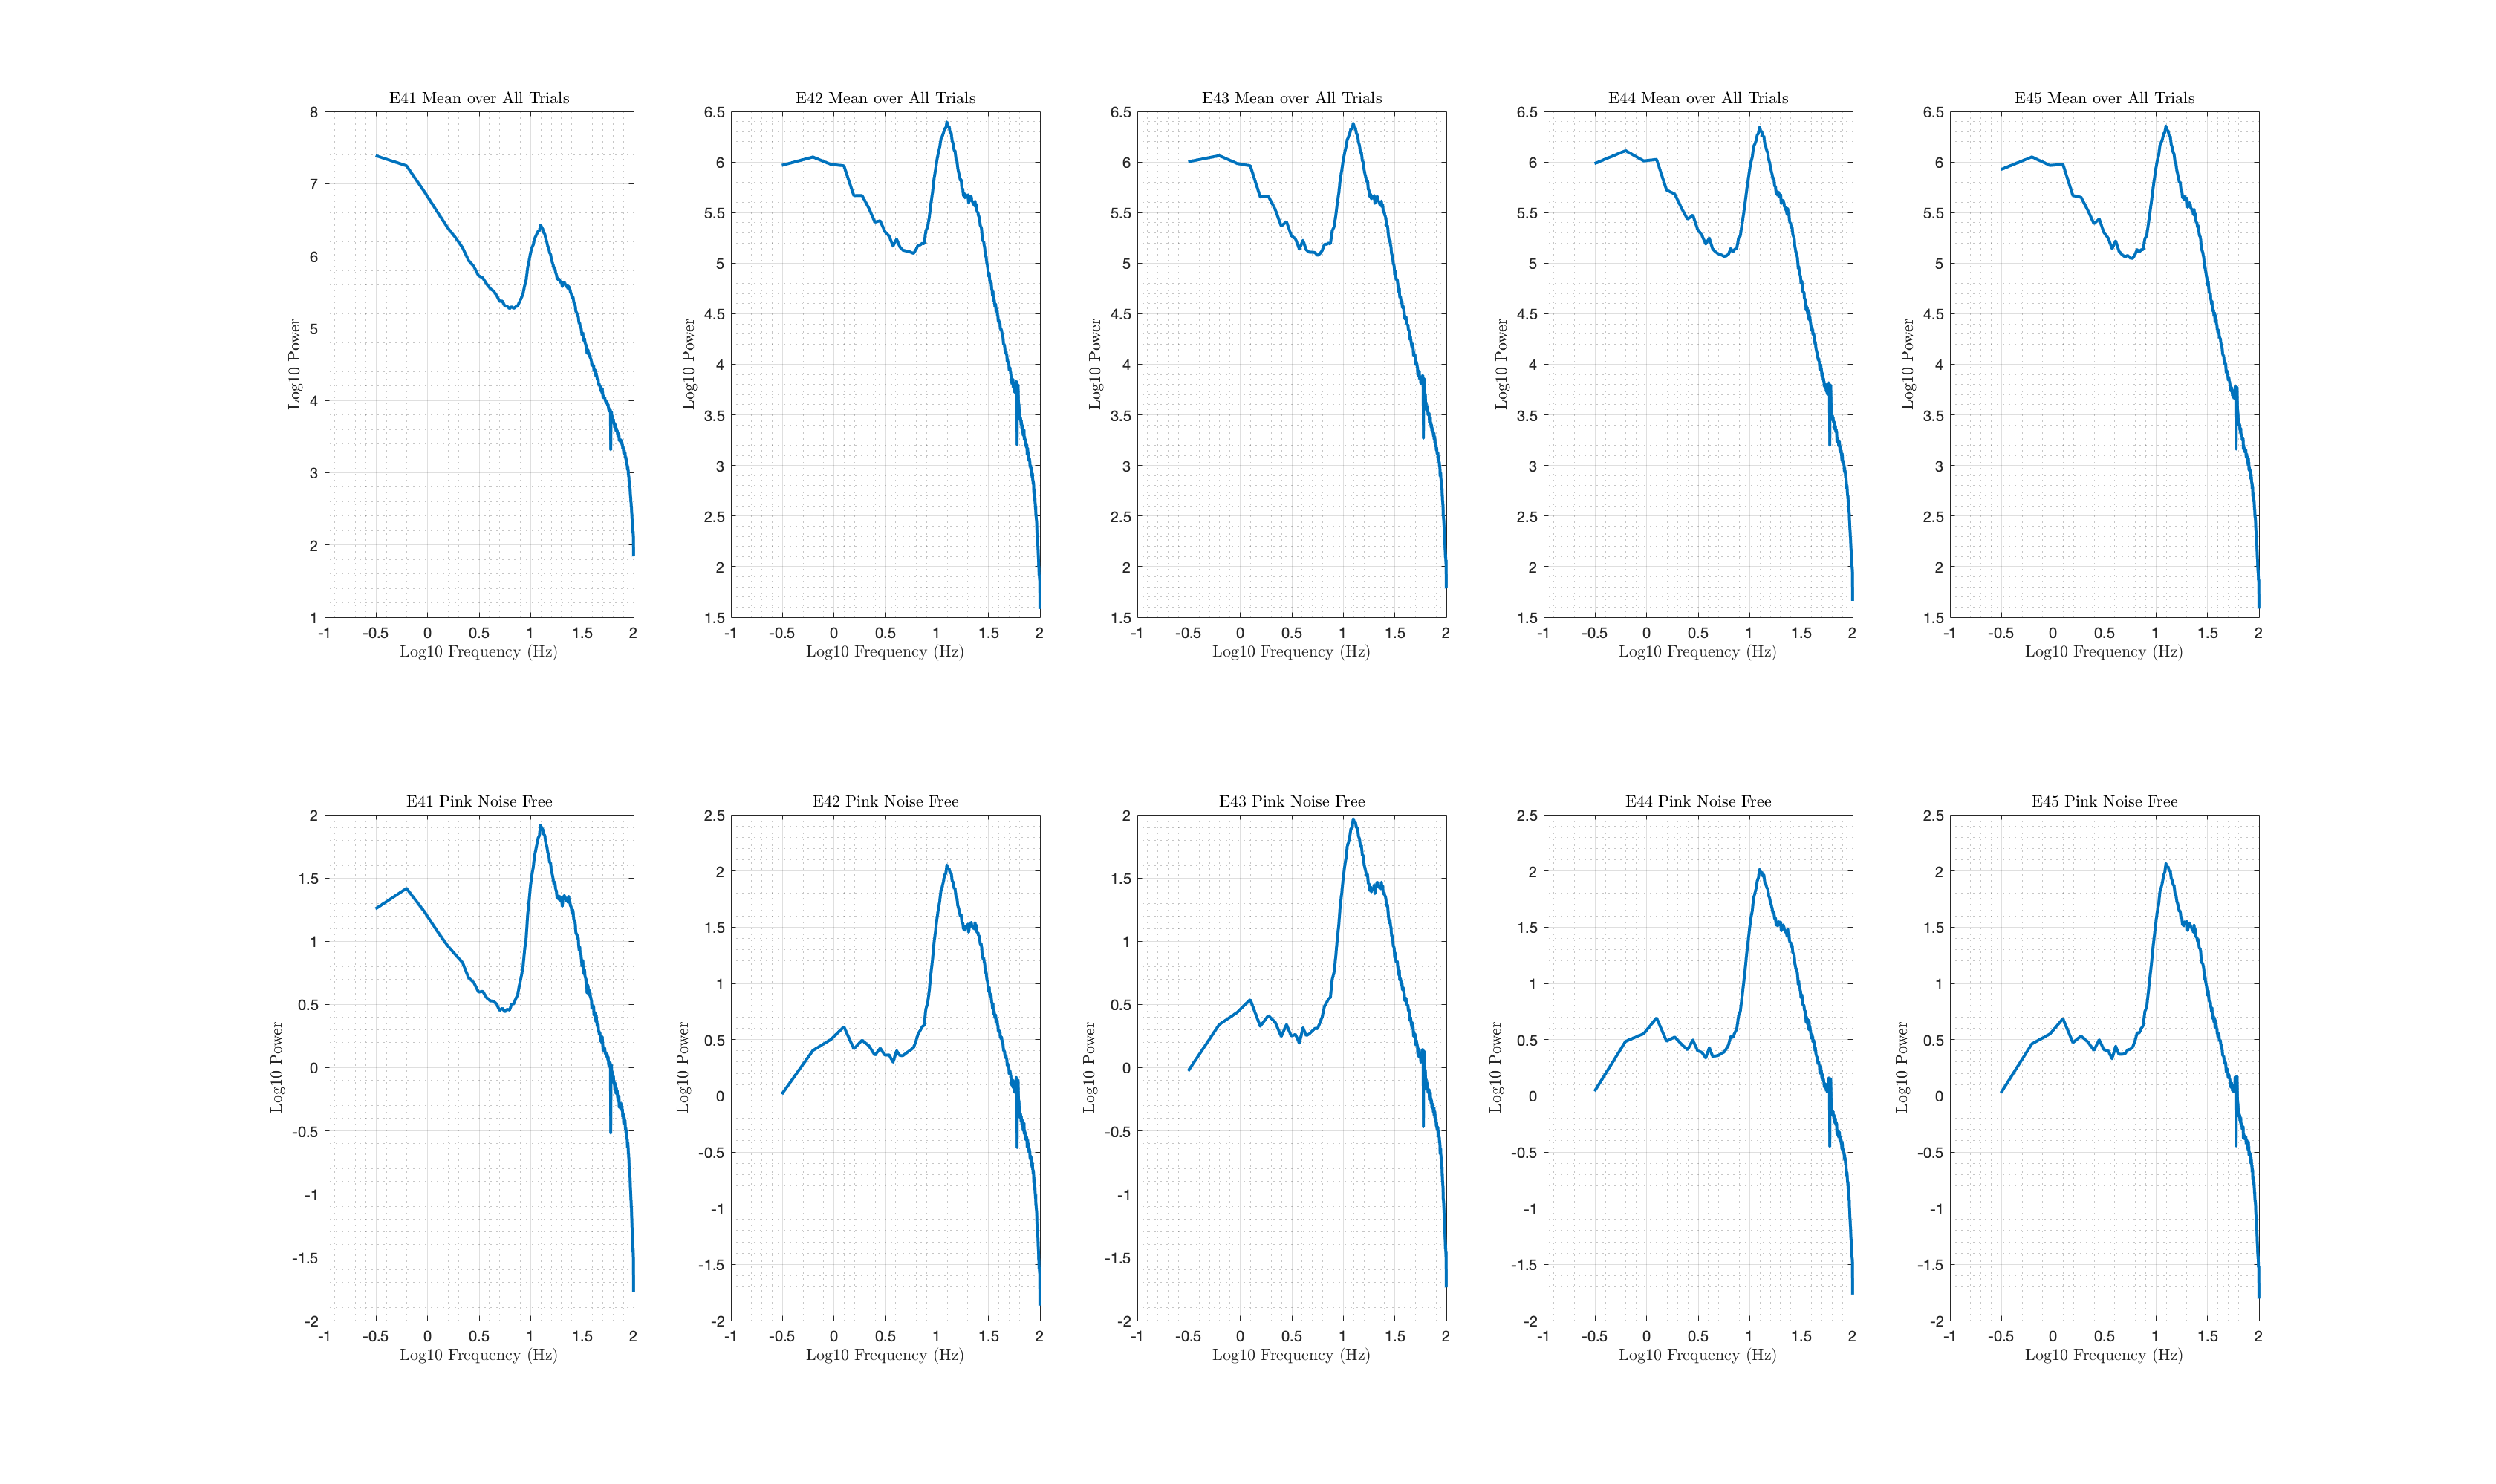 E41 Mean over All Trials
8
7
6
5
4
3
2
1
-1 -0.5 0 0.5 1 1.5 2
Log10 Power
Log10 Frequency (Hz)
E42 Mean over All Trials
6.5
6
5.5
5
4.5
4
3.5
3
2.5
2
1.5
-1 -0.5 0 0.5 1 1.5 2
Log10 Power
Log10 Frequency (Hz)
E43 Mean over All Trials
6.5
6
5.5
5
4.5
4
3.5
3
2.5
2
1.5
-1 -0.5 0 0.5 1 1.5 2
Log10 Power
Log10 Frequency (Hz)
E44 Mean over All Trials
6.5
6
5.5
5
4.5
4
3.5
3
2.5
2
1.5
-1 -0.5 0 0.5 1 1.5 2
Log10 Power
Log10 Frequency (Hz)
E45 Mean over All Trials
6.5
6
5.5
5
4.5
4
3.5
3
2.5
2
1.5
-1 -0.5 0 0.5 1 1.5 2
Log10 Power
Log10 Frequency (Hz)
E41 Pink Noise Free
2
1.5
1
0.5
0
-0.5
-1
-1.5
-2
-1 -0.5 0 0.5 1 1.5 2
Log10 Power
Log10 Frequency (Hz)
E42 Pink Noise Free
2.5
2
1.5
1
0.5
0
-0.5
-1
-1.5
-2
-1 -0.5 0 0.5 1 1.5 2
Log10 Power
Log10 Frequency (Hz)
E43 Pink Noise Free
2
1.5
1
0.5
0
-0.5
-1
-1.5
-2
-1 -0.5 0 0.5 1 1.5 2
Log10 Power
Log10 Frequency (Hz)
E44 Pink Noise Free
2.5
2
1.5
1
0.5
0
-0.5
-1
-1.5
-2
-1 -0.5 0 0.5 1 1.5 2
Log10 Power
Log10 Frequency (Hz)
E45 Pink Noise Free
2.5
2
1.5
1
0.5
0
-0.5
-1
-1.5
-2
-1 -0.5 0 0.5 1 1.5 2
Log10 Power
Log10 Frequency (Hz)